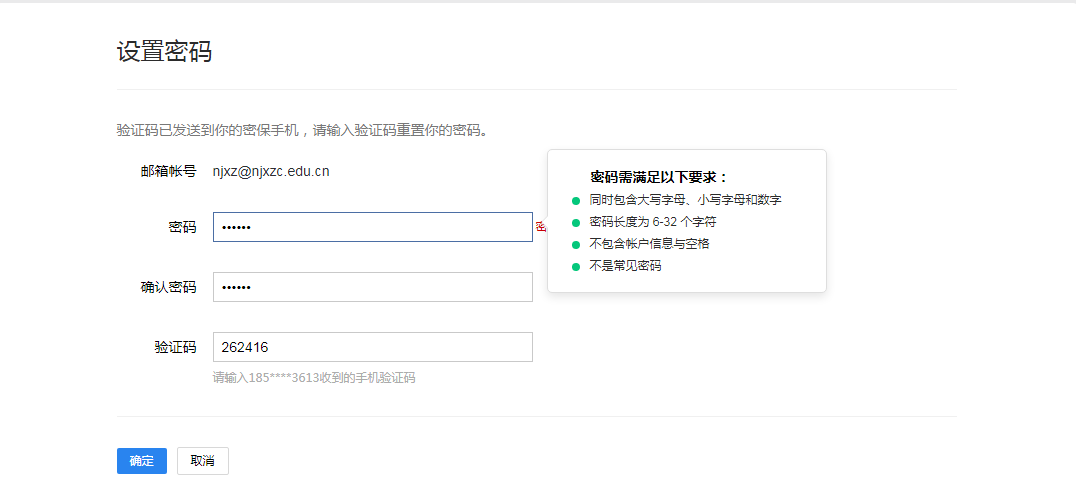 设置密码
验证码已发送到你的密保手机，请输入验证码重置你的密码。
邮箱帐号 njxz@njxzc.edu.cn
密码 ••••••
密码需满足以下要求：
同时包含大写字母、小写字母和数字
密码长度为 6-32 个字符
不包含帐户信息与空格
不是常见密码
确认密码 ••••••
验证码 262416
请输入185****3613收到的手机验证码
确定 取消